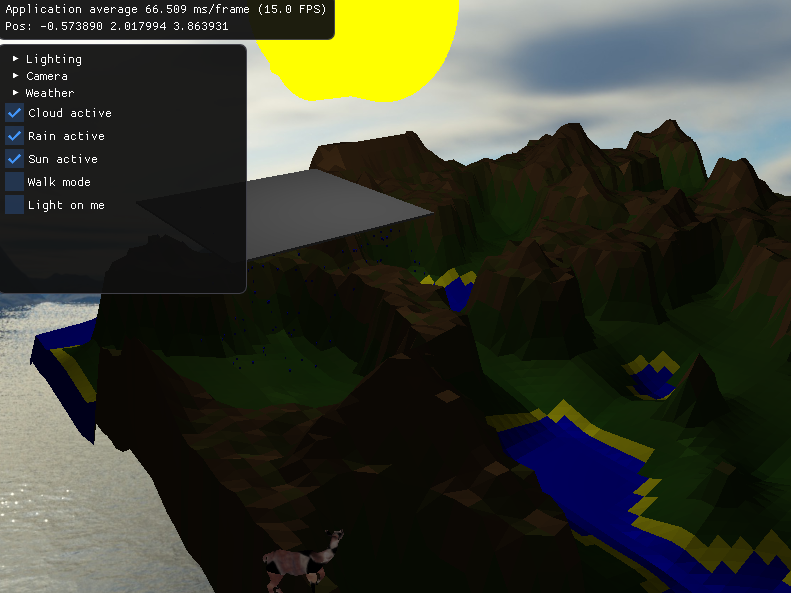 Application average 66.509 ms/frame (15.0 FPS)
Pos: -0.573890 2.017994 3.863931
Lighting
Camera
Weather
Cloud active
Rain active
Sun active
Walk mode
Light on me